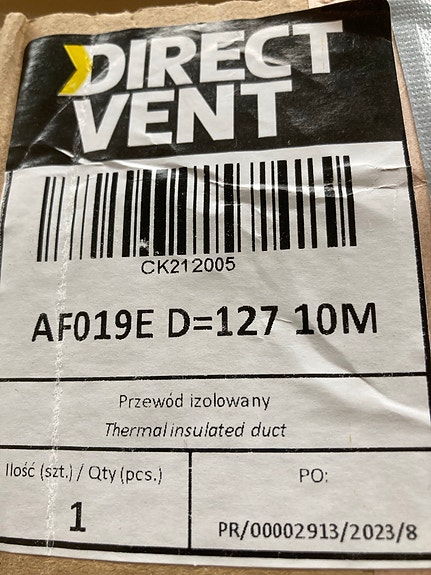 DIRECT
VENT
CK212005
AF019E D=127 10M
Przewód izolowany
Thermal insulated duct
Ilość (szt.) / Qty (pcs.)
1
PO:
PR/00002913/2023/8